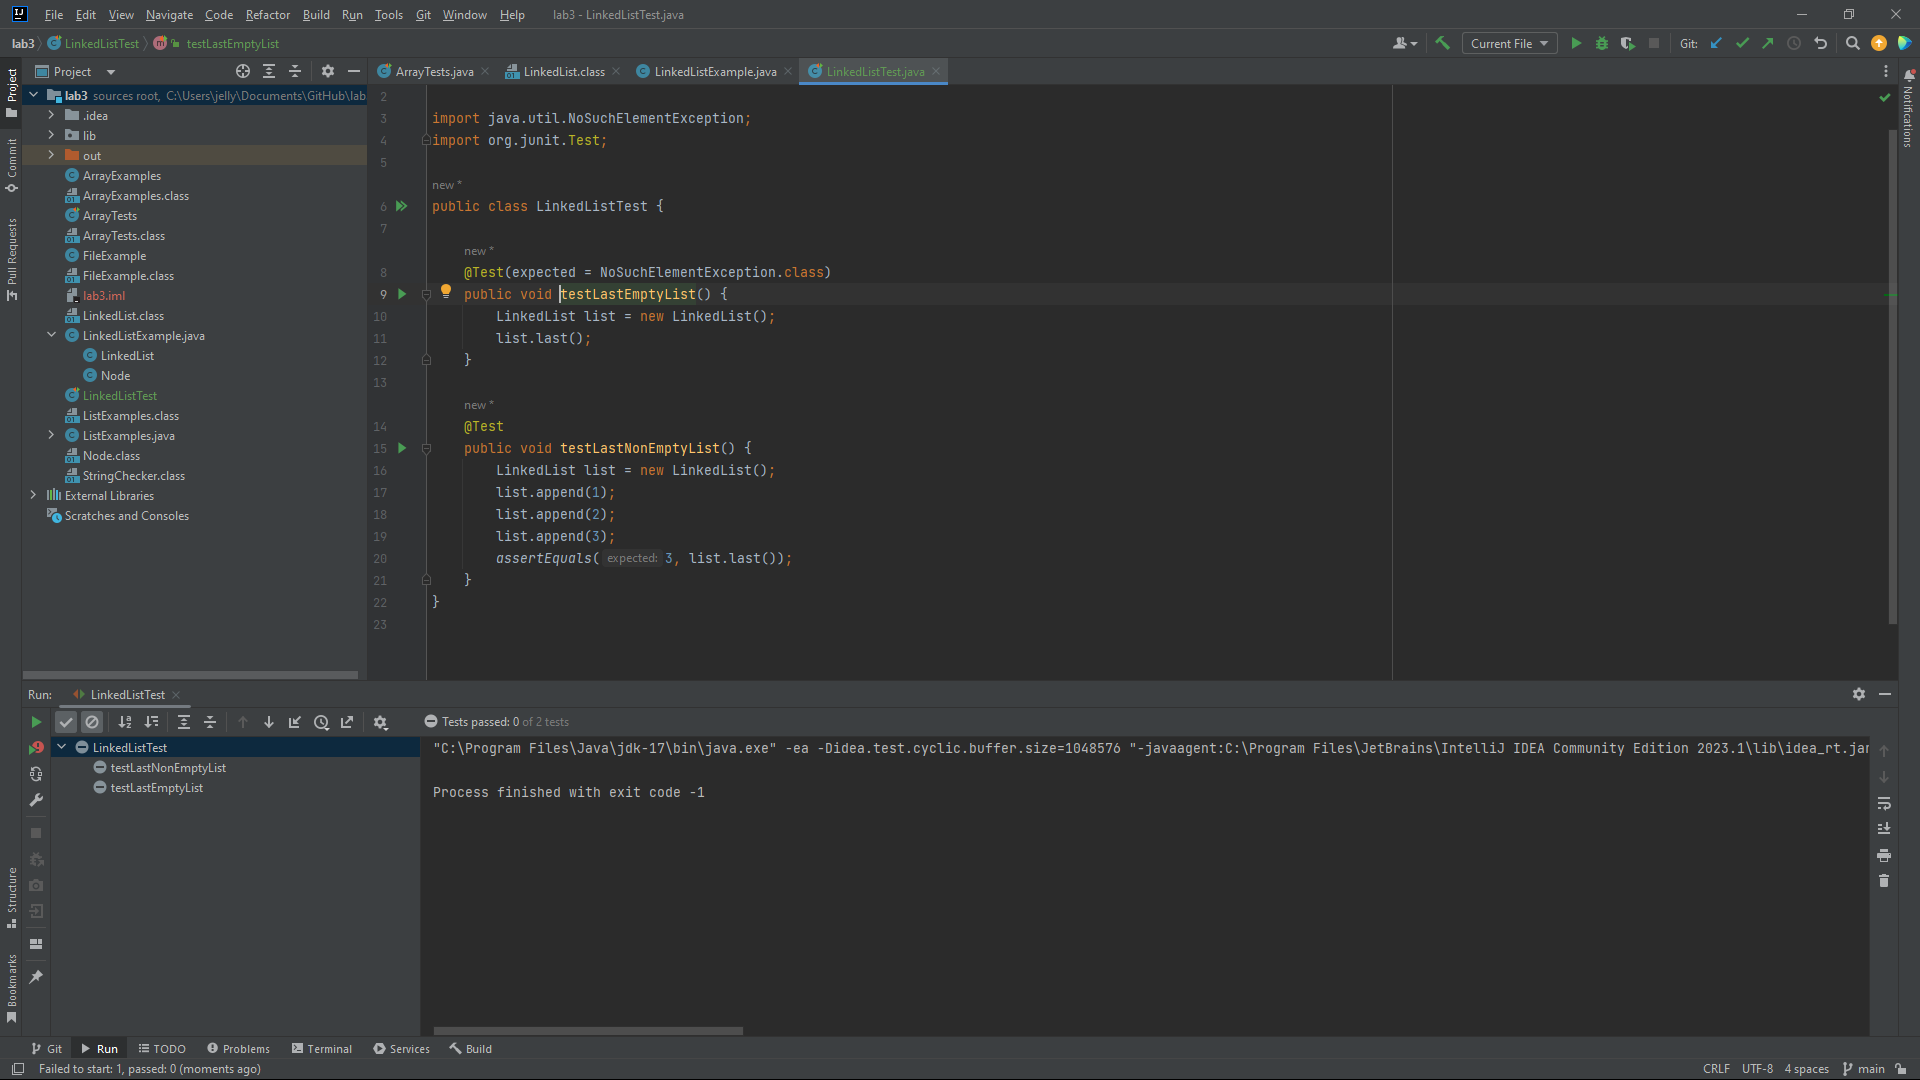 File Edit View Navigate Code Refactor Build Run Tools Git Window Help lab3 - LinkedListTest.java
lab3 LinkedListTest m testLastEmptyList Current File Git:
Project ArrayTests.java LinkedList.class LinkedListExample.java LinkedListTest.java
Project
Commit
Pull Requests
Structure
Bookmarks
lab3 sources root, C:\Users\jelly\Documents\GitHub\lab
.idea
lib
out
ArrayExamples
ArrayExamples.class
ArrayTests
ArrayTests.class
FileExample
FileExample.class
lab3.iml
LinkedList.class
LinkedListExample.java
LinkedList
Node
LinkedListTest
ListExamples.class
ListExamples.java
Node.class
StringChecker.class
External Libraries
Scratches and Consoles
2
3 import java.util.NoSuchElementException;
4 import org.junit.Test;
5
new *
6 public class LinkedListTest {
7
new *
8 @Test(expected = NoSuchElementException.class)
9 public void testLastEmptyList() {
10 LinkedList list = new LinkedList();
11 list.last();
12 }
13
new *
14 @Test
15 public void testLastNonEmptyList() {
16 LinkedList list = new LinkedList();
17 list.append(1);
18 list.append(2);
19 list.append(3);
20 assertEquals( expected: 3, list.last());
21 }
22 }
23
Notifications
Run: LinkedListTest
Tests passed: 0 of 2 tests
LinkedListTest
testLastNonEmptyList
testLastEmptyList
"C:\Program Files\Java\jdk-17\bin\java.exe" -ea -Didea.test.cyclic.buffer.size=1048576 "-javaagent:C:\Program Files\JetBrains\IntelliJ IDEA Community Edition 2023.1\lib\idea_rt.jar
Process finished with exit code -1
Git Run TODO Problems Terminal Services Build
Failed to start: 1, passed: 0 (moments ago) CRLF UTF-8 4 spaces main